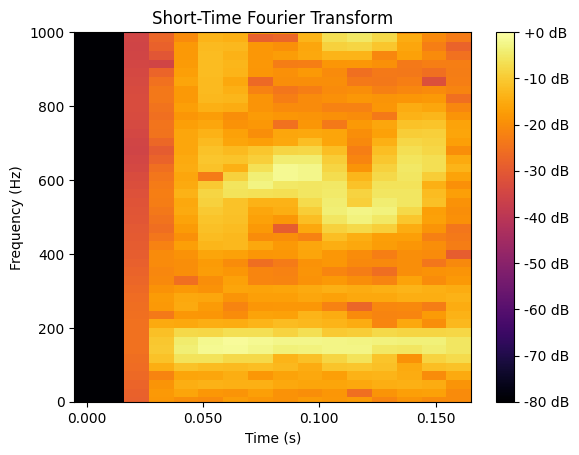 Short-Time Fourier Transform
1000
800
600
400
200
0
Frequency (Hz)
0.000
0.050
0.100
0.150
Time (s)
+0 dB
-10 dB
-20 dB
-30 dB
-40 dB
-50 dB
-60 dB
-70 dB
-80 dB